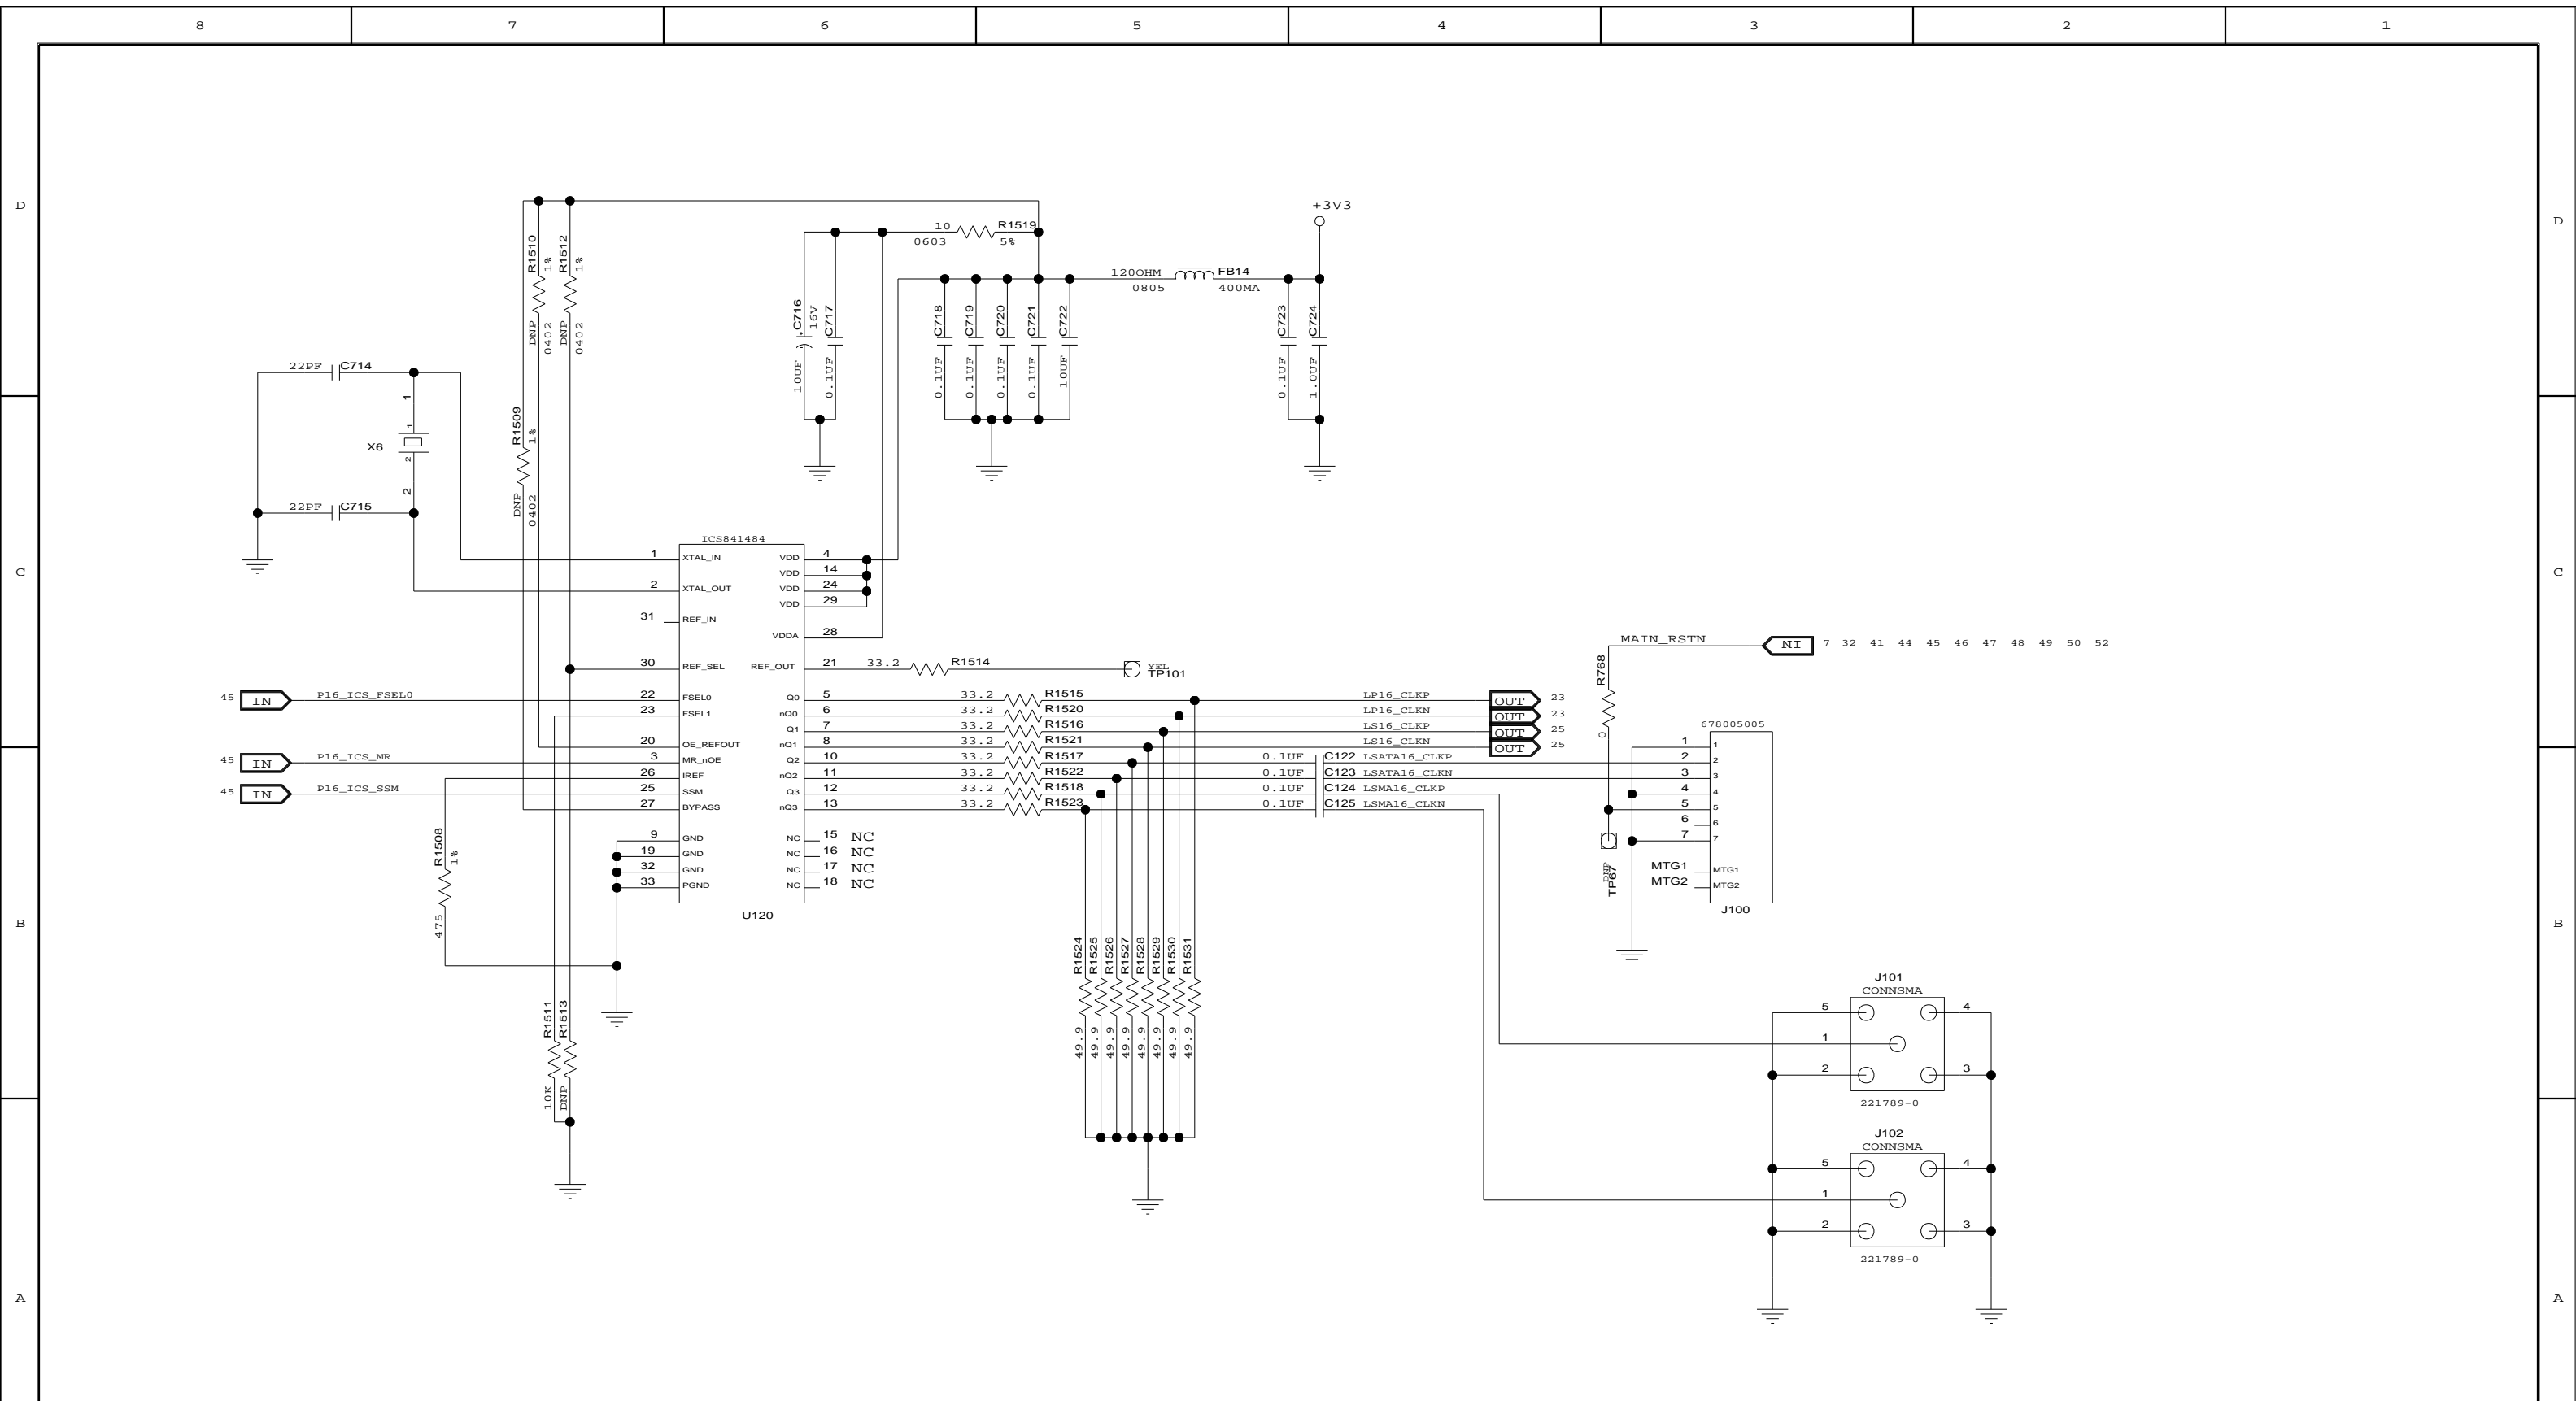 8 7 6 5 4 3 2 1
D
D
C
C
B
B
A
A
+3V3
10 R1519
0603 5%
120OHM FB14
0805 400MA
R1510 1%
DNP 0402
R1512 1%
DNP 0402
R1509 1%
DNP 0402
C716 16V
10UF
C717
0.1UF
C718
0.1UF
C719
0.1UF
C720
0.1UF
C721
0.1UF
C722
10UF
C723
0.1UF
C724
1.0UF
22PF C714
1
1
X6
2
2
22PF C715
ICS841484
1 XTAL_IN VDD 4
VDD 14
2 XTAL_OUT VDD 24
VDD 29
31 REF_IN
VDDA 28
30 REF_SEL REF_OUT 21 33.2 R1514 YEL
TP101
45 IN P16_ICS_FSEL0 22 FSEL0 Q0 5 33.2 R1515 LP16_CLKP OUT 23
23 FSEL1 nQ0 6 33.2 R1520 LP16_CLKN OUT 23
Q1 7 33.2 R1516 LS16_CLKP OUT 25
20 OE_REFOUT nQ1 8 33.2 R1521 LS16_CLKN OUT 25
45 IN P16_ICS_MR 3 MR_nOE Q2 10 33.2 R1517 0.1UF C122 LSATA16_CLKP
26 IREF nQ2 11 33.2 R1522 0.1UF C123 LSATA16_CLKN
45 IN P16_ICS_SSM 25 SSM Q3 12 33.2 R1518 0.1UF C124 LSMA16_CLKP
27 BYPASS nQ3 13 33.2 R1523 0.1UF C125 LSMA16_CLKN
9 GND NC 15 NC
19 GND NC 16 NC
32 GND NC 17 NC
33 PGND NC 18 NC
U120
R1508 1%
475
R1511
10K
R1513
DNP
R1524
49.9
R1525
49.9
R1526
49.9
R1527
49.9
R1528
49.9
R1529
49.9
R1530
49.9
R1531
49.9
MAIN_RSTN NI 7 32 41 44 45 46 47 48 49 50 52
R768
0
DNP
TP67
678005005
1 1
2 2
3 3
4 4
5 5
6 6
7 7
MTG1 MTG1
MTG2 MTG2
J100
J101
CONNSMA
5 4
1
2 3
221789-0
J102
CONNSMA
5 4
1
2 3
221789-0